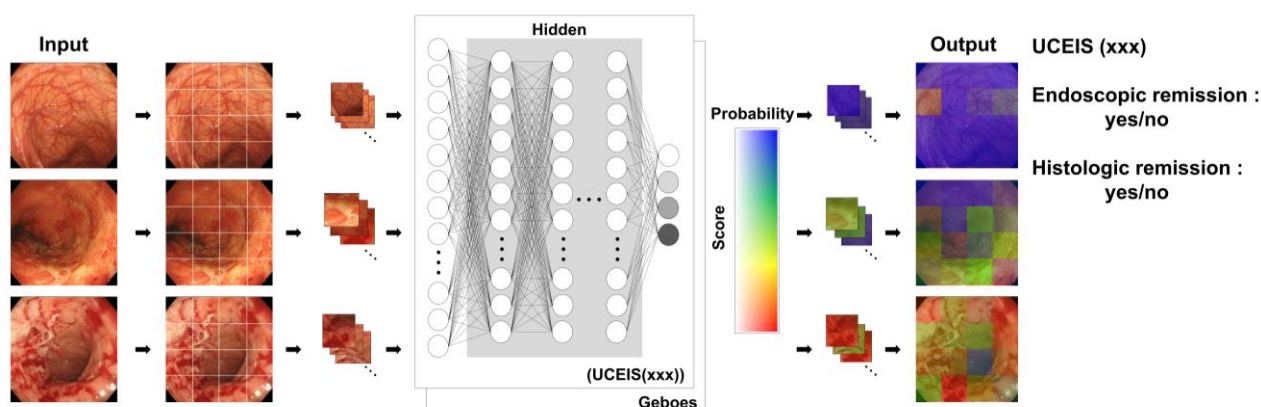 Input
Hidden
Output
UCEIS (xxx)
Endoscopic remission :
yes/no
Histologic remission :
yes/no
Probability
Score
(UCEIS(xxx))
Geboes